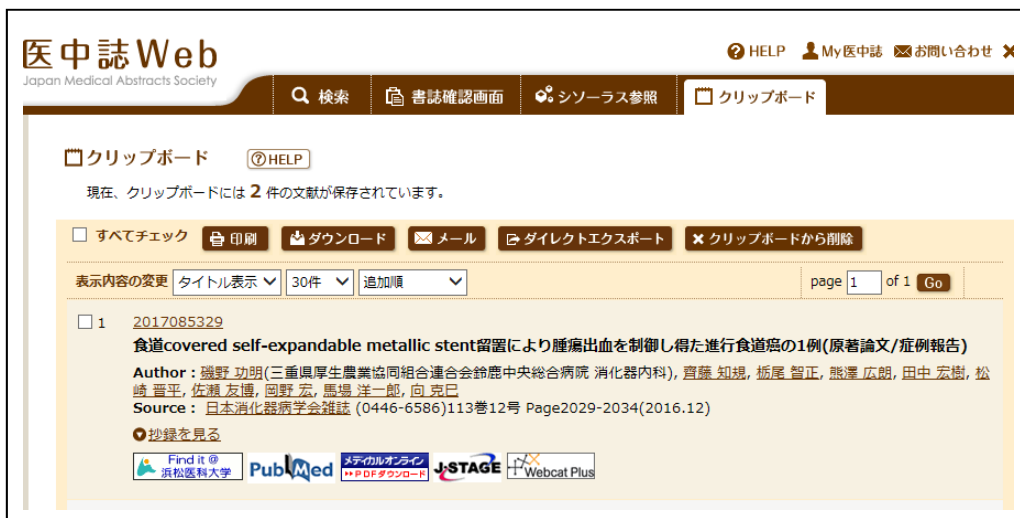 医中誌Web
Japan Medical Abstracts Society
HELP My医中誌 お問い合わせ
検索 書誌確認画面 シソーラス参照 クリップボード
クリップボード HELP
現在、クリップボードには 2 件の文献が保存されています。
すべてチェック 印刷 ダウンロード メール ダイレクトエクスポート クリップボードから削除
表示内容の変更 タイトル表示 30件 追加順 page 1 of 1 Go
1 2017085329
食道covered self-expandable metallic stent留置により腫瘍出血を制御し得た進行食道癌の1例(原著論文/症例報告)
Author : 磯野 功明(三重県厚生農業協同組合連合会鈴鹿中央総合病院 消化器内科), 齊藤 知規, 栃尾 智正, 熊澤 広朗, 田中 宏樹, 松
崎 晋平, 佐瀬 友博, 岡野 宏, 馬場 洋一郎, 向 克巳
Source : 日本消化器病学会雑誌 (0446-6586)113巻12号 Page2029-2034(2016.12)
抄録を見る
Find it @
浜松医科大学
PubMed
メディカルオンライン
PDFダウンロード
J-STAGE
Webcat Plus